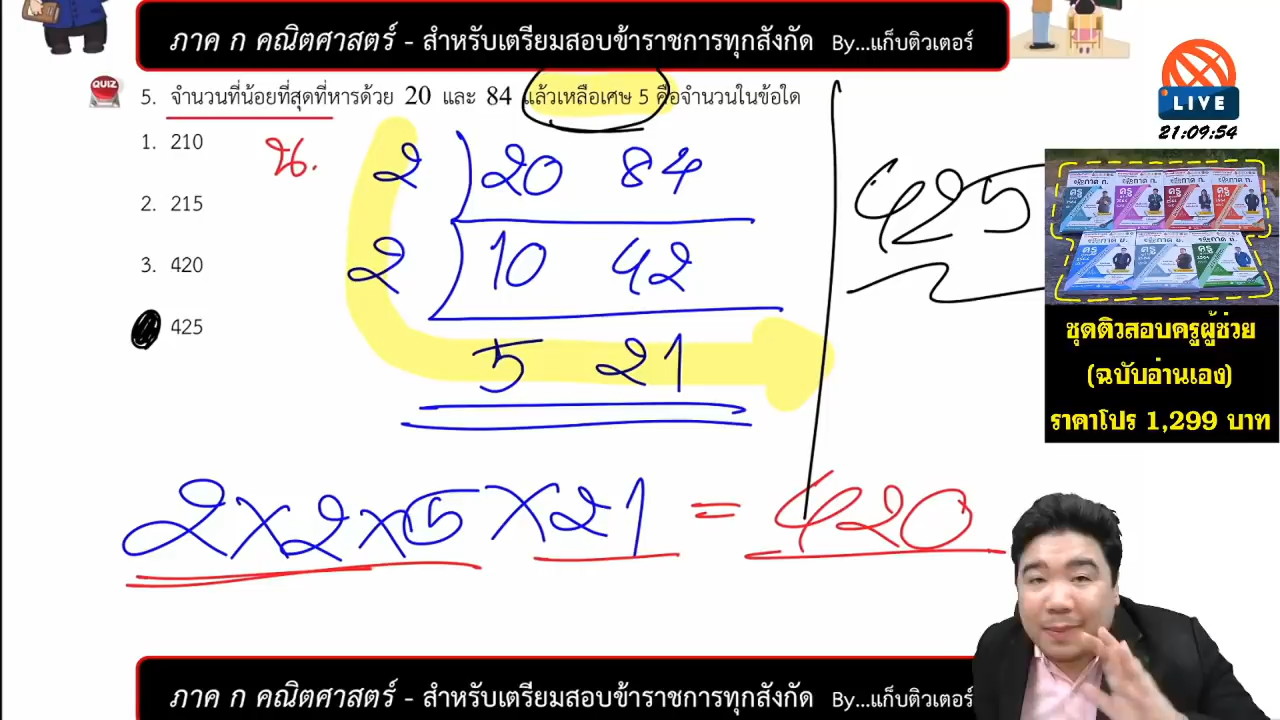 ภาค ก คณิตศาสตร์ - สำหรับเตรียมสอบข้าราชการทุกสังกัด By...แก็บติวเตอร์
QUIZ
5. จำนวนที่น้อยที่สุดที่หารด้วย 20 และ 84 แล้วเหลือเศษ 5 คือจำนวนในข้อใด
1. 210
2. 215
3. 420
425
น.
2 20 84
2 10 42
5 21
2×2×5×21 = 420
425
LIVE
21:09:54
ชุดติวสอบครูผู้ช่วย
(ฉบับอ่านเอง)
ราคาโปร 1,299 บาท
ภาค ก คณิตศาสตร์ - สำหรับเตรียมสอบข้าราชการทุกสังกัด By...แก็บติวเตอร์